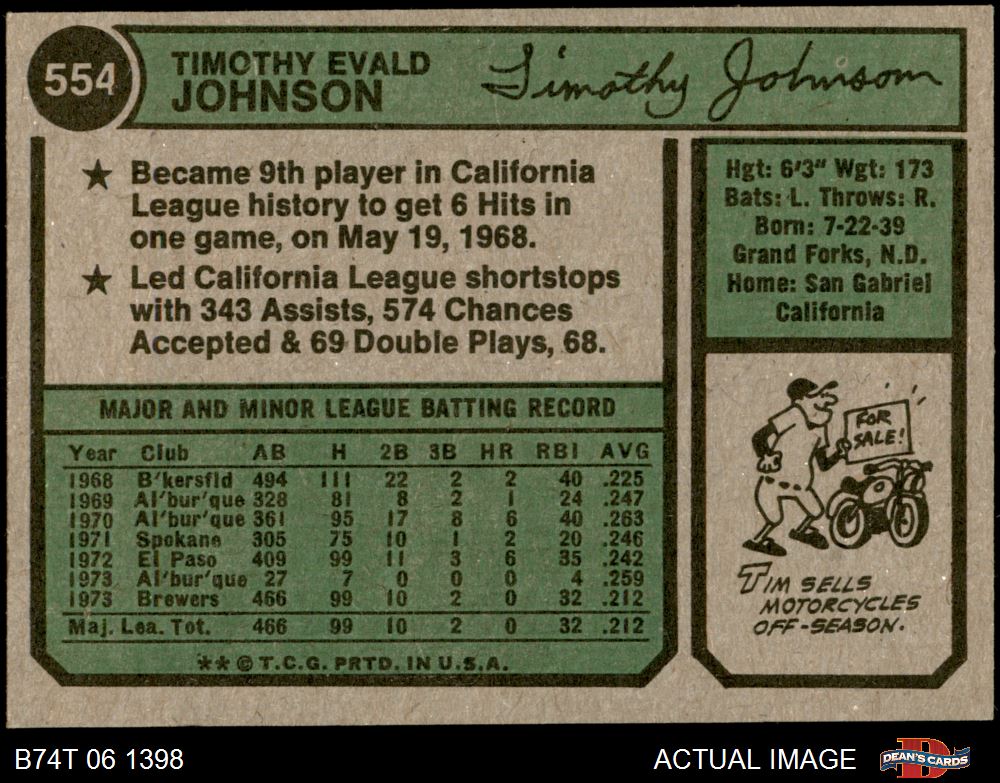 554
TIMOTHY EVALD
JOHNSON
Timothy Johnson
★ Became 9th player in California
League history to get 6 Hits in
one game, on May 19, 1968.
★ Led California League shortstops
with 343 Assists, 574 Chances
Accepted & 69 Double Plays, 68.
Hgt: 6'3" Wgt: 173
Bats: L. Throws: R.
Born: 7-22-39
Grand Forks, N.D.
Home: San Gabriel
California
MAJOR AND MINOR LEAGUE BATTING RECORD
Year Club AB H 2B 3B HR RBI AVG
1968 B'kersfld 494 111 22 2 2 40 .225
1969 Al'bur'que 328 81 8 2 1 24 .247
1970 Al'bur'que 361 95 17 8 6 40 .263
1971 Spokane 305 75 10 1 2 20 .246
1972 El Paso 409 99 11 3 6 35 .242
1973 Al'bur'que 27 7 0 0 0 4 .259
1973 Brewers 466 99 10 2 0 32 .212
Maj. Lea. Tot. 466 99 10 2 0 32 .212
** © T.C.G. PRTD. IN U.S.A.
FOR
SALE!
TIM SELLS
MOTORCYCLES
OFF-SEASON.
B74T 06 1398
ACTUAL IMAGE
DEAN'S CARDS